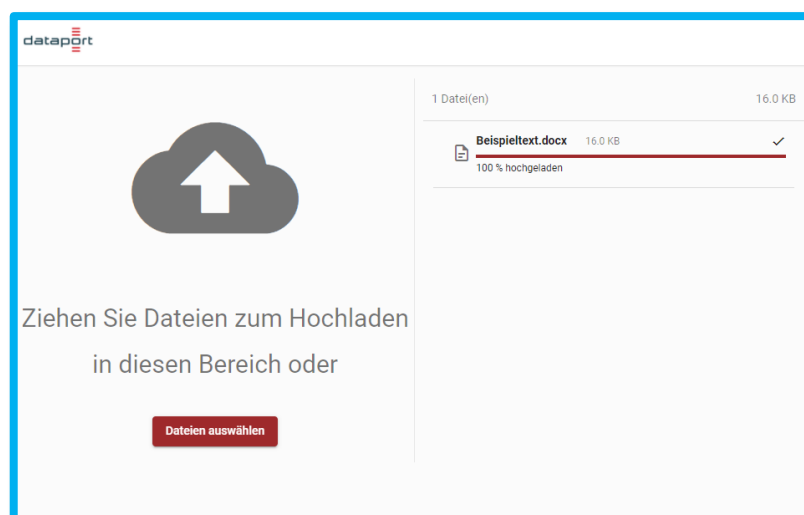 dataport
1 Datei(en) 16.0 KB
Beispieltext.docx 16.0 KB
100 % hochgeladen
Ziehen Sie Dateien zum Hochladen
in diesen Bereich oder
Dateien auswählen